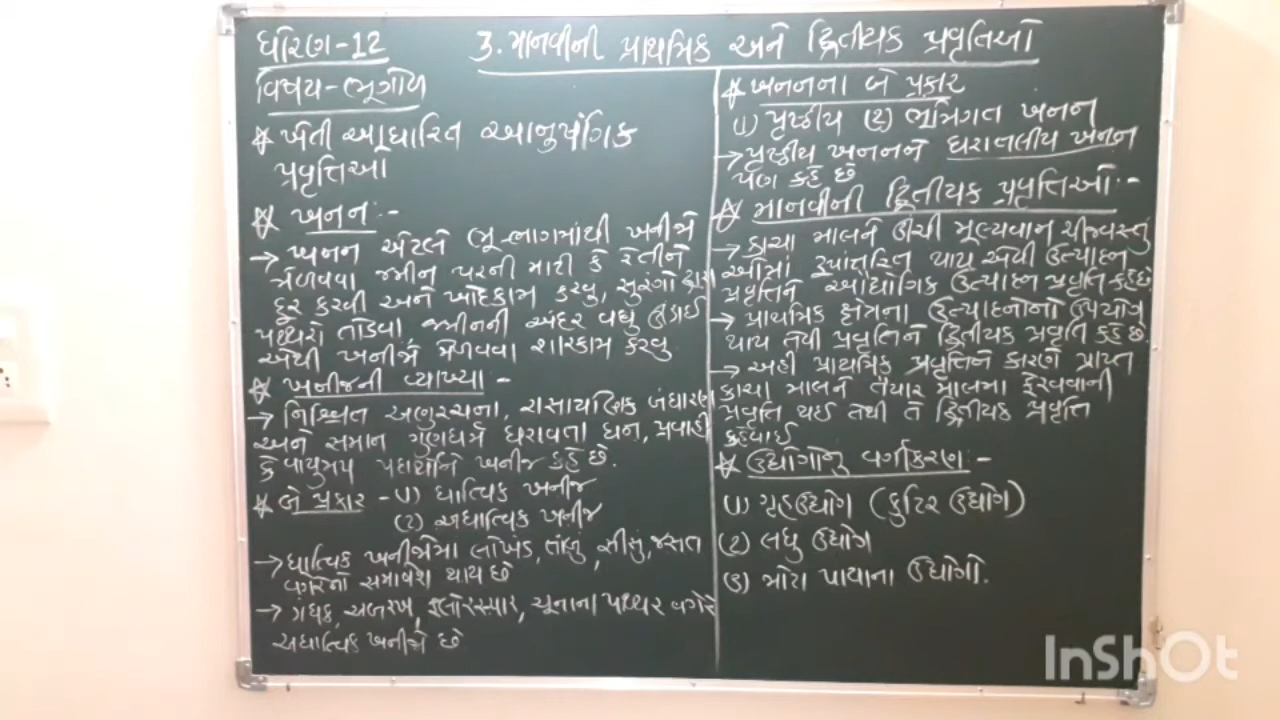 ધોરણ-12
3. માનવીની પ્રાથમિક અને દ્વિતીયક પ્રવૃતિઓ
વિષય-ભૂગોળ
* ખેતી આધારિત આનુષંગિક
પ્રવૃત્તિઓ
* ખનન :-
→ ખનન એટલે ભૂ-ભાગમાંથી ખનીજો
મેળવવા જમીન પરની માટી કે રેતીને
દુર કરવી અને ખોદકામ કરવુ, સુરંગો દ્વારા
પથ્થરો તોડવા, જમીનની અંદર વધુ ઊંડાઈ
એથી ખનીજો મેળવવા શારકામ કરવુ
* ખનીજની વ્યાખ્યા :-
→ નિશ્ચિત અણુરચના, રાસાયણિક બંધારણ
અને સમાન ગુણધર્મ ધરાવતા ઘન, પ્રવાહી
કે વાયુમય પદાર્થોને ખનીજ કહે છે.
* બે પ્રકાર - (1) ધાત્વિક ખનીજ
(2) અધાત્વિક ખનીજ
→ ધાત્વિક ખનીજોમા લોખંડ, તાંબું, સીસું, જસત
વગેરેનો સમાવેશ થાય છે
→ ગંધક, અબરખ, ફ્લોરસ્પાર, ચૂનાના પથ્થર વગેરે
અધાત્વિક ખનીજો છે
* ખનનના બે પ્રકાર
(1) પૃષ્ઠીય (2) ભૂમિગત ખનન
→ પૃષ્ઠીય ખનનને ધરાતલીય ખનન
પણ કહે છે
* માનવીની દ્વિતીયક પ્રવૃત્તિઓ :-
→ કાચા માલને ઊંચી મૂલ્યવાન ચીજવસ્તુ
ઓમાં રૂપાંતરિત થાય એવી ઉત્પાદન
પ્રવૃત્તિને ઔદ્યોગિક ઉત્પાદન પ્રવૃતિ કહે છે
→ પ્રાથમિક ક્ષેત્રના ઉત્પાદનોનો ઉપયોગ
થાય તેવી પ્રવૃતિને દ્વિતીયક પ્રવૃતિ કહે છે.
→ અહી પ્રાથમિક પ્રવૃતિને કારણે પ્રાપ્ત
કાચા માલને તૈયાર માલમા ફેરવવાની
પ્રવૃતિ થઈ તેથી તે દ્વિતીયક પ્રવૃતિ
કહેવાઈ
* ઉદ્યોગોનુ વર્ગીકરણ :-
(1) ગૃહઉદ્યોગ (કુટિર ઉદ્યોગ)
(2) લઘુ ઉદ્યોગ
(3) મોટા પાયાના ઉદ્યોગો.
InShOt